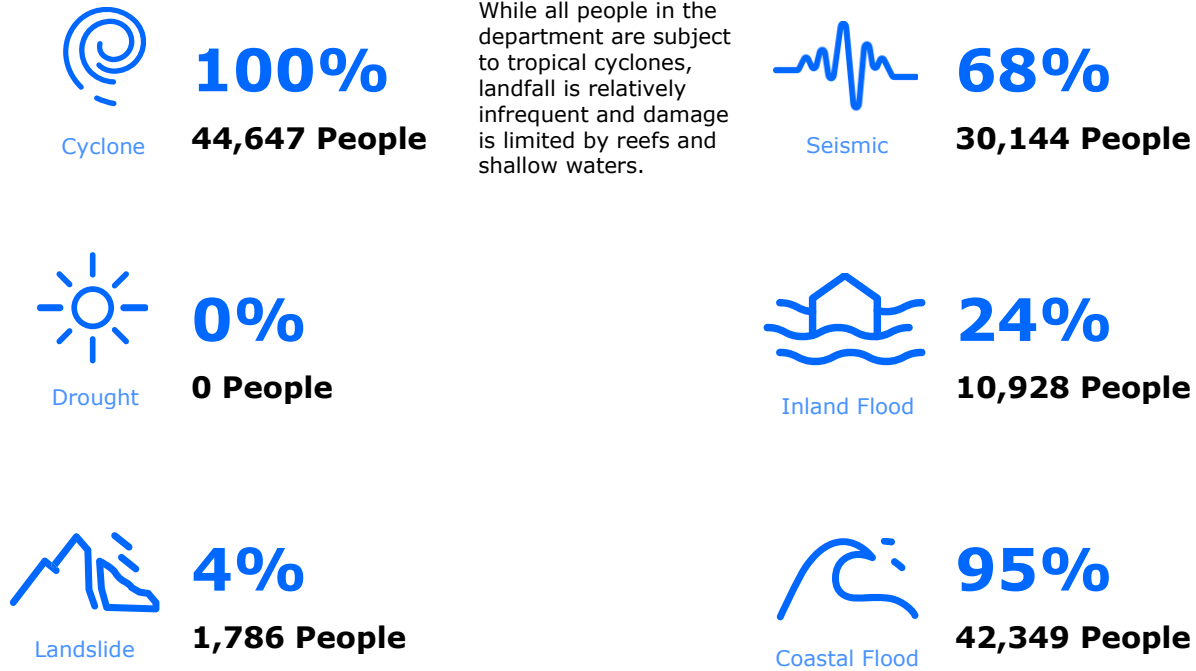 100%
44,647 People
Cyclone
While all people in the
department are subject
to tropical cyclones,
landfall is relatively
infrequent and damage
is limited by reefs and
shallow waters.
68%
30,144 People
Seismic
0%
0 People
Drought
24%
10,928 People
Inland Flood
4%
1,786 People
Landslide
95%
42,349 People
Coastal Flood